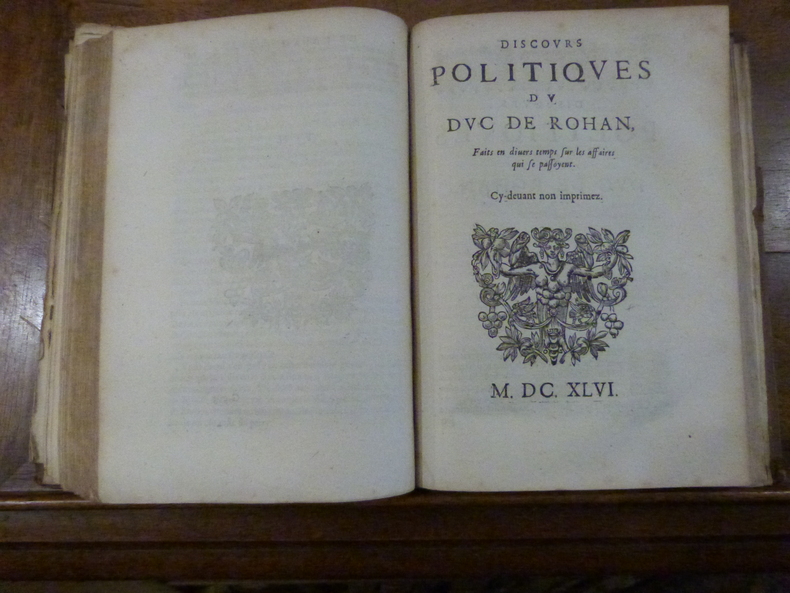 DISCOVRS
POLITIQVES
DV
DVC DE ROHAN,
Faits en diuers temps ſur les affaires
qui ſe paſſoyent.
Cy-deuant non imprimez.
M. DC. XLVI.